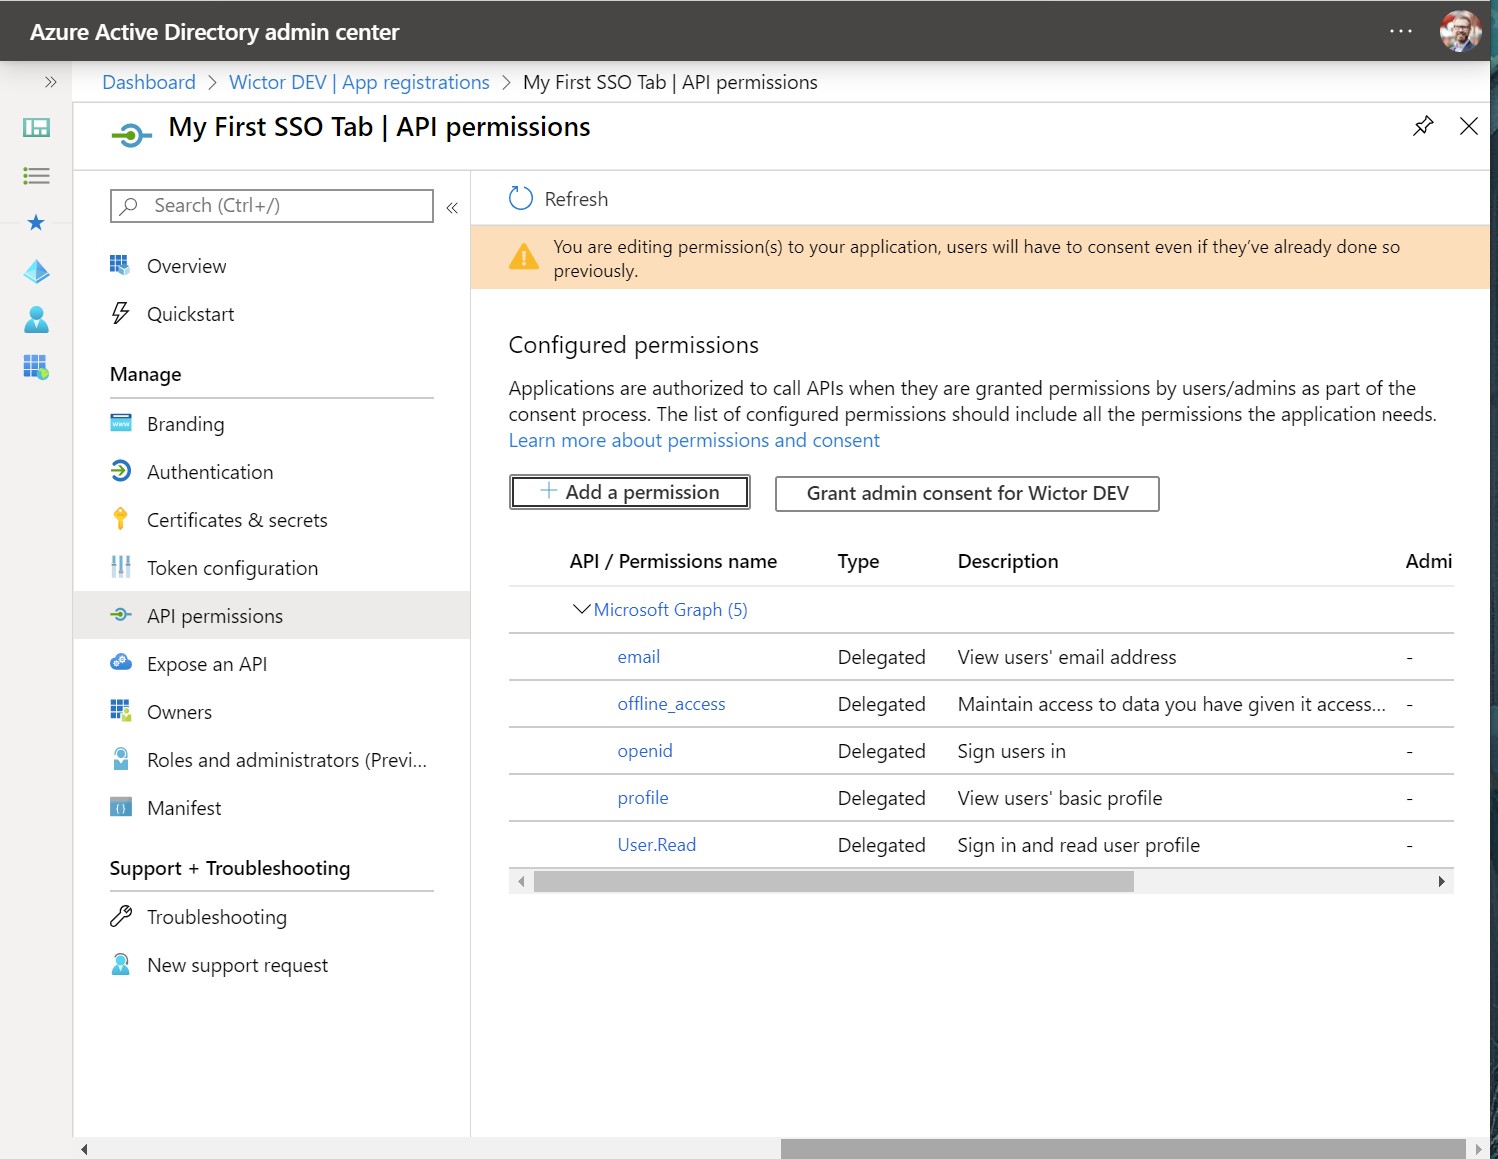 Azure Active Directory admin center
Dashboard > Wictor DEV | App registrations > My First SSO Tab | API permissions
My First SSO Tab | API permissions
Search (Ctrl+/)
Overview
Quickstart
Manage
Branding
Authentication
Certificates & secrets
Token configuration
API permissions
Expose an API
Owners
Roles and administrators (Previ...
Manifest
Support + Troubleshooting
Troubleshooting
New support request
Refresh
You are editing permission(s) to your application, users will have to consent even if they’ve already done so
previously.
Configured permissions
Applications are authorized to call APIs when they are granted permissions by users/admins as part of the
consent process. The list of configured permissions should include all the permissions the application needs.
Learn more about permissions and consent
+ Add a permission
Grant admin consent for Wictor DEV
API / Permissions name Type Description Admi
Microsoft Graph (5)
email Delegated View users' email address -
offline_access Delegated Maintain access to data you have given it access... -
openid Delegated Sign users in -
profile Delegated View users' basic profile -
User.Read Delegated Sign in and read user profile -